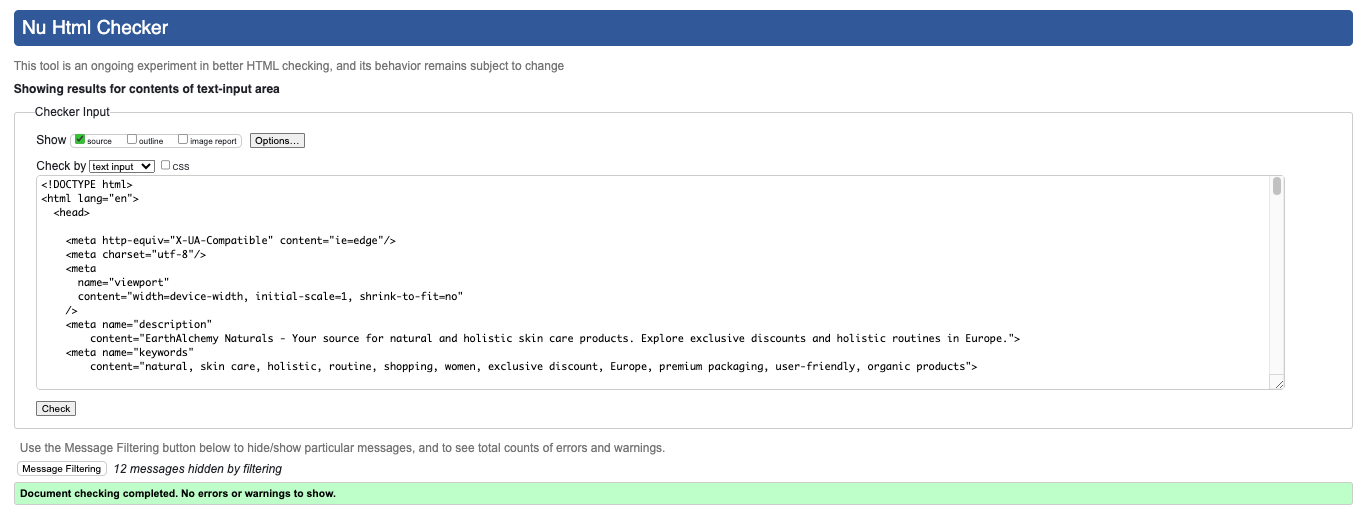 Nu Html Checker
This tool is an ongoing experiment in better HTML checking, and its behavior remains subject to change
Showing results for contents of text-input area
Checker Input
Show source outline image report Options...
Check by text input css
<!DOCTYPE html>
<html lang="en">
<head>
<meta http-equiv="X-UA-Compatible" content="ie=edge"/>
<meta charset="utf-8"/>
<meta
name="viewport"
content="width=device-width, initial-scale=1, shrink-to-fit=no"
/>
<meta name="description"
content="EarthAlchemy Naturals - Your source for natural and holistic skin care products. Explore exclusive discounts and holistic routines in Europe.">
<meta name="keywords"
content="natural, skin care, holistic, routine, shopping, women, exclusive discount, Europe, premium packaging, user-friendly, organic products">
Check
Use the Message Filtering button below to hide/show particular messages, and to see total counts of errors and warnings.
Message Filtering 12 messages hidden by filtering
Document checking completed. No errors or warnings to show.